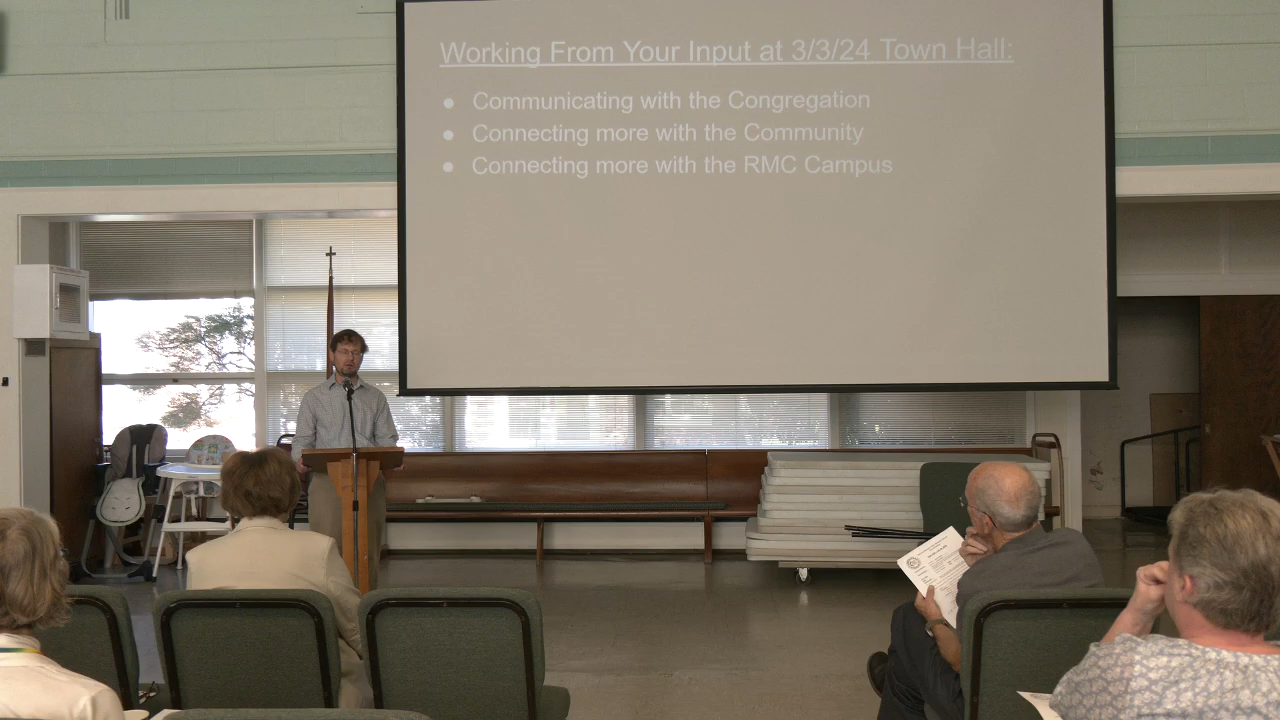 Working From Your Input at 3/3/24 Town Hall:
● Communicating with the Congregation
● Connecting more with the Community
● Connecting more with the RMC Campus